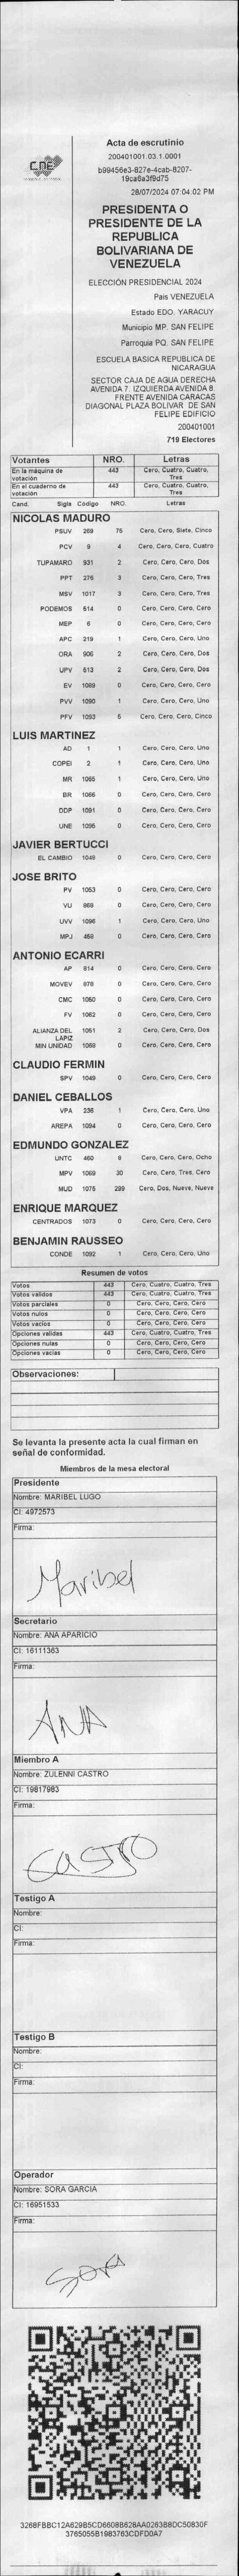 CNE
Acta de escrutinio
200401001.03.1.0001
b99456e3-827e-4cab-8207-
19ca6a3f9d75
28/07/2024 07:04:02 PM
PRESIDENTA O
PRESIDENTE DE LA
REPUBLICA
BOLIVARIANA DE
VENEZUELA
ELECCIÓN PRESIDENCIAL 2024
Pais VENEZUELA
Estado EDO. YARACUY
Municipio MP. SAN FELIPE
Parroquia PQ. SAN FELIPE
ESCUELA BASICA REPUBLICA DE
NICARAGUA
SECTOR CAJA DE AGUA DERECHA
AVENIDA 7. IZQUIERDA AVENIDA 8.
FRENTE AVENIDA CARACAS
DIAGONAL PLAZA BOLIVAR DE SAN
FELIPE EDIFICIO
200401001
719 Electores
Votantes NRO. Letras
En la máquina de votación 443 Cero, Cuatro, Cuatro, Tres
En el cuaderno de votación 443 Cero, Cuatro, Cuatro, Tres
Cand. Sigla Codigo NRO. Letras
NICOLAS MADURO
PSUV 269 75 Cero, Cero, Siete, Cinco
PCV 9 4 Cero, Cero, Cero, Cuatro
TUPAMARO 931 2 Cero, Cero, Cero, Dos
PPT 276 3 Cero, Cero, Cero, Tres
MSV 1017 3 Cero, Cero, Cero, Tres
PODEMOS 514 0 Cero, Cero, Cero, Cero
MEP 6 0 Cero, Cero, Cero, Cero
APC 219 1 Cero, Cero, Cero, Uno
ORA 906 2 Cero, Cero, Cero, Dos
UPV 513 2 Cero, Cero, Cero, Dos
EV 1089 0 Cero, Cero, Cero, Cero
PVV 1090 1 Cero, Cero, Cero, Uno
PFV 1093 5 Cero, Cero, Cero, Cinco
LUIS MARTINEZ
AD 1 1 Cero, Cero, Cero, Uno
COPEI 2 1 Cero, Cero, Cero, Uno
MR 1065 1 Cero, Cero, Cero, Uno
BR 1066 0 Cero, Cero, Cero, Cero
DDP 1091 0 Cero, Cero, Cero, Cero
UNE 1095 0 Cero, Cero, Cero, Cero
JAVIER BERTUCCI
EL CAMBIO 1048 0 Cero, Cero, Cero, Cero
JOSE BRITO
PV 1053 0 Cero, Cero, Cero, Cero
VU 869 0 Cero, Cero, Cero, Cero
UVV 1096 1 Cero, Cero, Cero, Uno
MPJ 458 0 Cero, Cero, Cero, Cero
ANTONIO ECARRI
AP 814 0 Cero, Cero, Cero, Cero
MOVEV 878 0 Cero, Cero, Cero, Cero
CMC 1060 0 Cero, Cero, Cero, Cero
FV 1062 0 Cero, Cero, Cero, Cero
ALIANZA DEL LAPIZ 1051 2 Cero, Cero, Cero, Dos
MIN UNIDAD 1068 0 Cero, Cero, Cero, Cero
CLAUDIO FERMIN
SPV 1049 0 Cero, Cero, Cero, Cero
DANIEL CEBALLOS
VPA 236 1 Cero, Cero, Cero, Uno
AREPA 1094 0 Cero, Cero, Cero, Cero
EDMUNDO GONZALEZ
UNTC 460 8 Cero, Cero, Cero, Ocho
MPV 1069 30 Cero, Cero, Tres, Cero
MUD 1075 299 Cero, Dos, Nueve, Nueve
ENRIQUE MARQUEZ
CENTRADOS 1073 0 Cero, Cero, Cero, Cero
BENJAMIN RAUSSEO
CONDE 1092 1 Cero, Cero, Cero, Uno
Resumen de votos
Votos 443 Cero, Cuatro, Cuatro, Tres
Votos validos 443 Cero, Cuatro, Cuatro, Tres
Votos parciales 0 Cero, Cero, Cero, Cero
Votos nulos 0 Cero, Cero, Cero, Cero
Votos vacios 0 Cero, Cero, Cero, Cero
Opciones validas 443 Cero, Cuatro, Cuatro, Tres
Opciones nulas 0 Cero, Cero, Cero, Cero
Opciones vacias 0 Cero, Cero, Cero, Cero
Observaciones:
Se levanta la presente acta la cual firman en
señal de conformidad.
Miembros de la mesa electoral
Presidente
Nombre: MARIBEL LUGO
CI: 4972573
Firma:
Maribel
Secretario
Nombre: ANA APARICIO
CI: 16111363
Firma:
ANA
Miembro A
Nombre: ZULENNI CASTRO
CI: 19817983
Firma:
CASTRO
Testigo A
Nombre:
CI:
Firma:
Testigo B
Nombre:
CI:
Firma:
Operador
Nombre: SORA GARCIA
CI: 16951533
Firma:
SORA
3268FBBC12A629B5CD6608B628AA0263B8DC50830F
3765055B1983763CDFD0A7